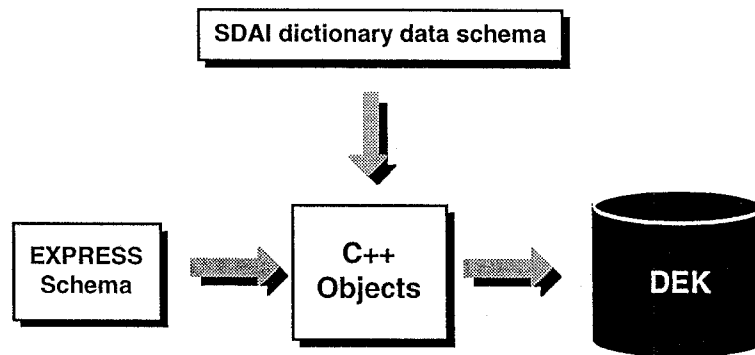 SDAI dictionary data schema
EXPRESS
Schema
C++
Objects
DEK